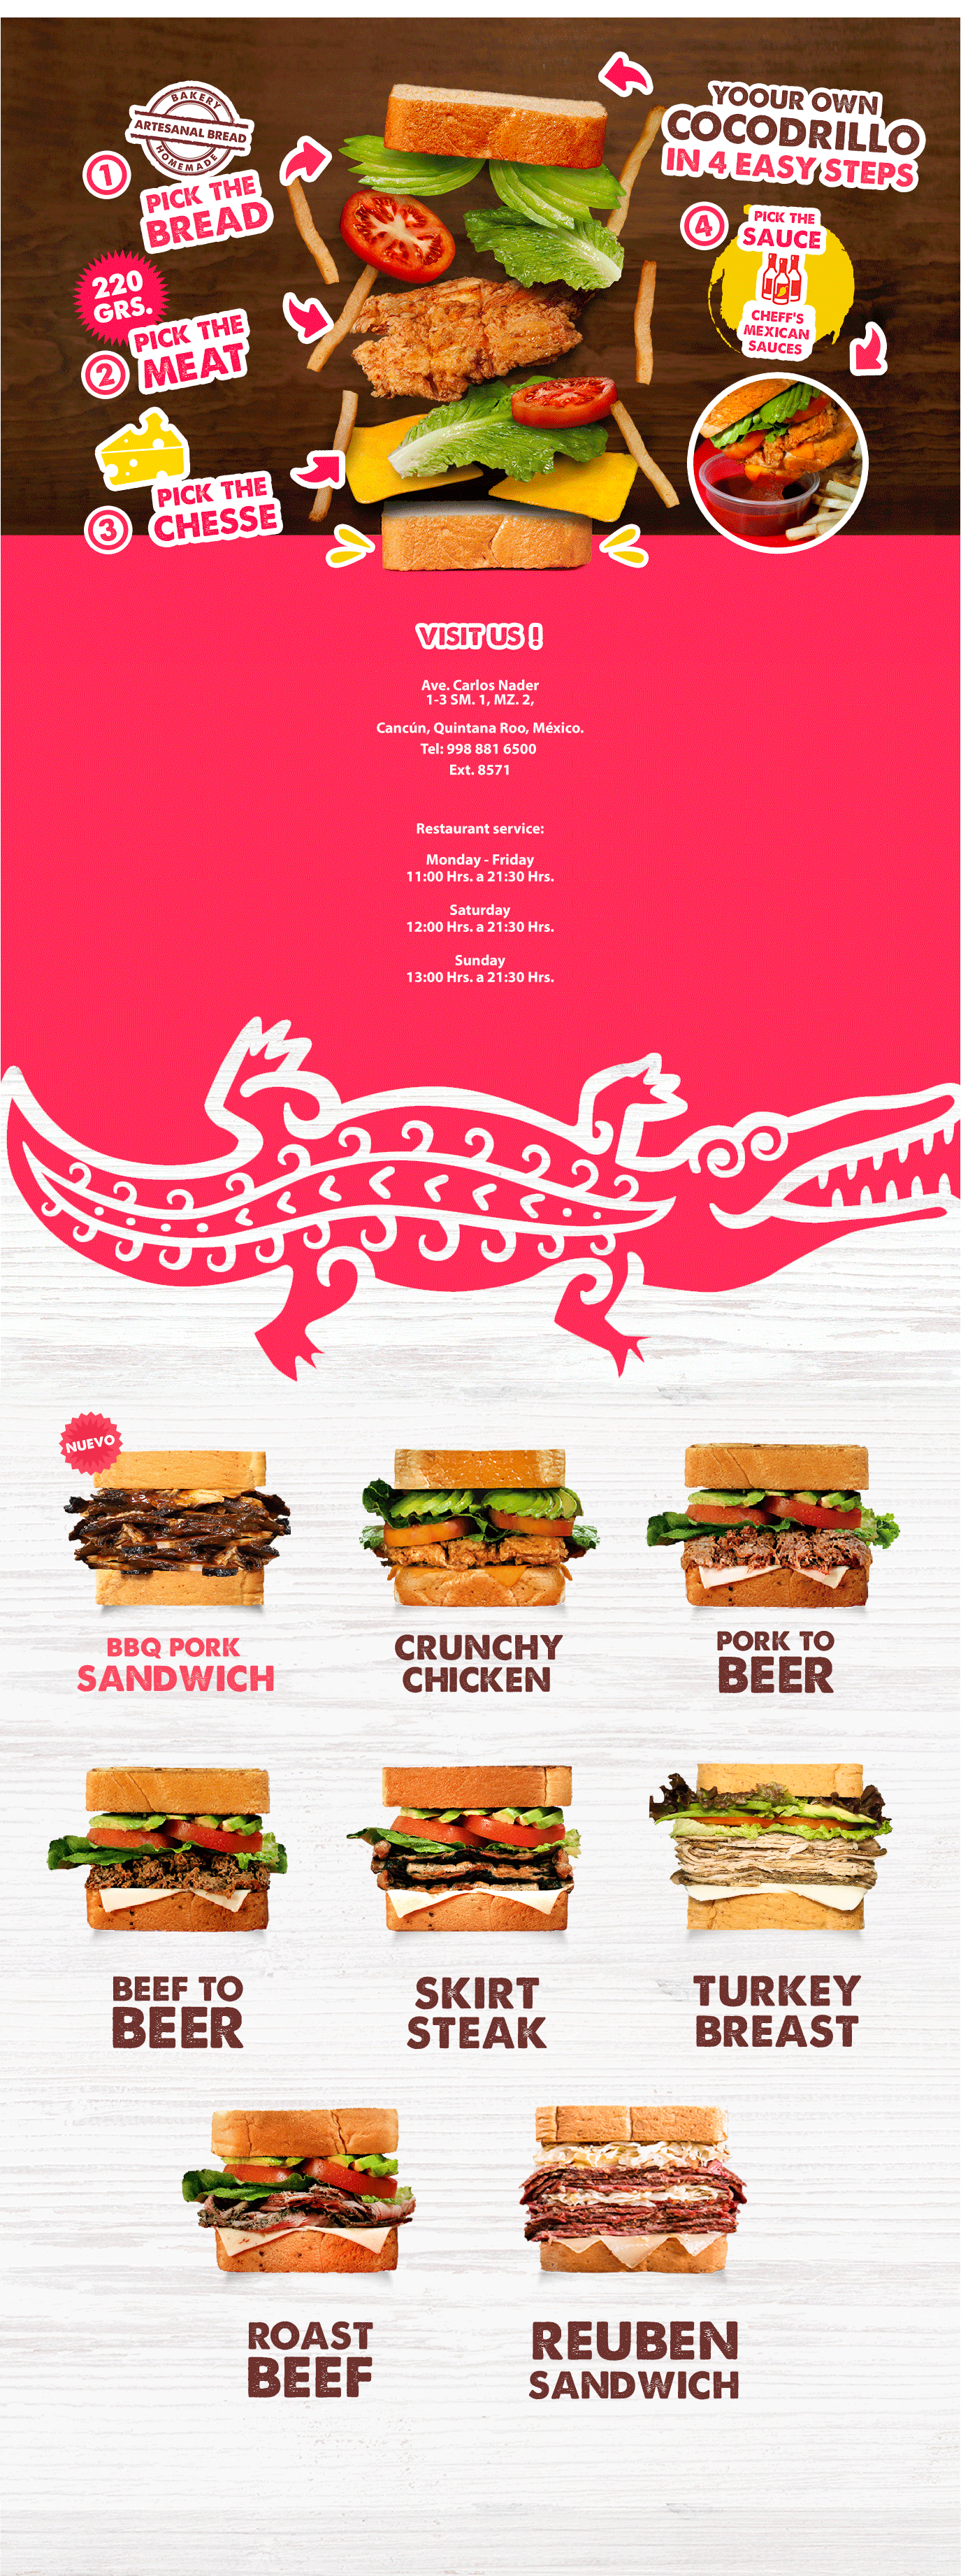 YOOUR OWN
COCODRILLO
IN 4 EASY STEPS
BAKERY
ARTESANAL BREAD
HOMEMADE
1
PICK THE
BREAD
220
GRS.
2
PICK THE
MEAT
3
PICK THE
CHESSE
4
PICK THE
SAUCE
CHEFF'S
MEXICAN
SAUCES
VISIT US !
Ave. Carlos Nader
1-3 SM. 1, MZ. 2,
Cancún, Quintana Roo, México.
Tel: 998 881 6500
Ext. 8571
Restaurant service:
Monday - Friday
11:00 Hrs. a 21:30 Hrs.
Saturday
12:00 Hrs. a 21:30 Hrs.
Sunday
13:00 Hrs. a 21:30 Hrs.
NUEVO
BBQ PORK
SANDWICH
CRUNCHY
CHICKEN
PORK TO
BEER
BEEF TO
BEER
SKIRT
STEAK
TURKEY
BREAST
ROAST
BEEF
REUBEN
SANDWICH